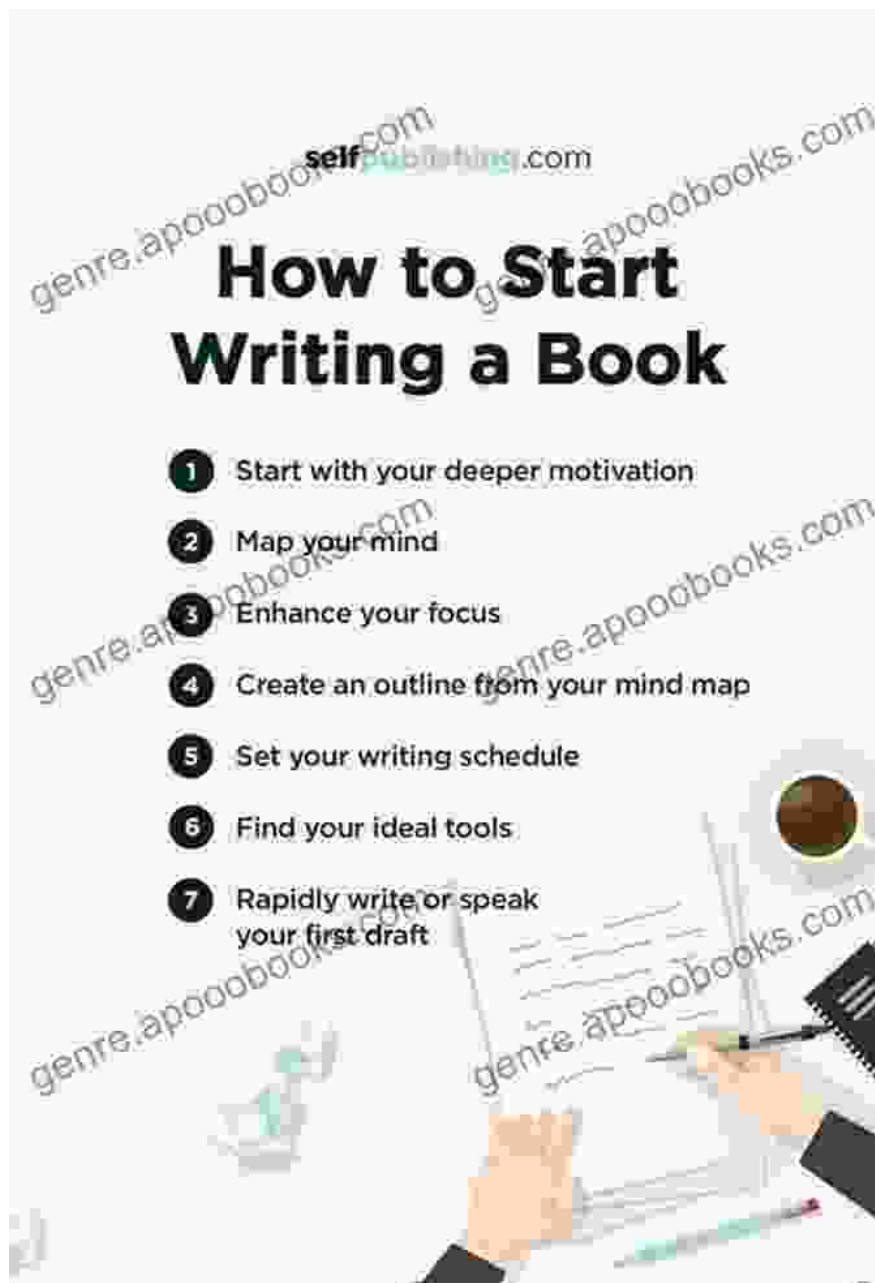 selfpublishing.com
How to Start
Writing a Book
1 Start with your deeper motivation
2 Map your mind
3 Enhance your focus
4 Create an outline from your mind map
5 Set your writing schedule
6 Find your ideal tools
7 Rapidly write or speak
your first draft
genre.apooobooks.com
genre.apooobooks.com
genre.apooobooks.com
genre.apooobooks.com
genre.apooobooks.com
genre.apooobooks.com